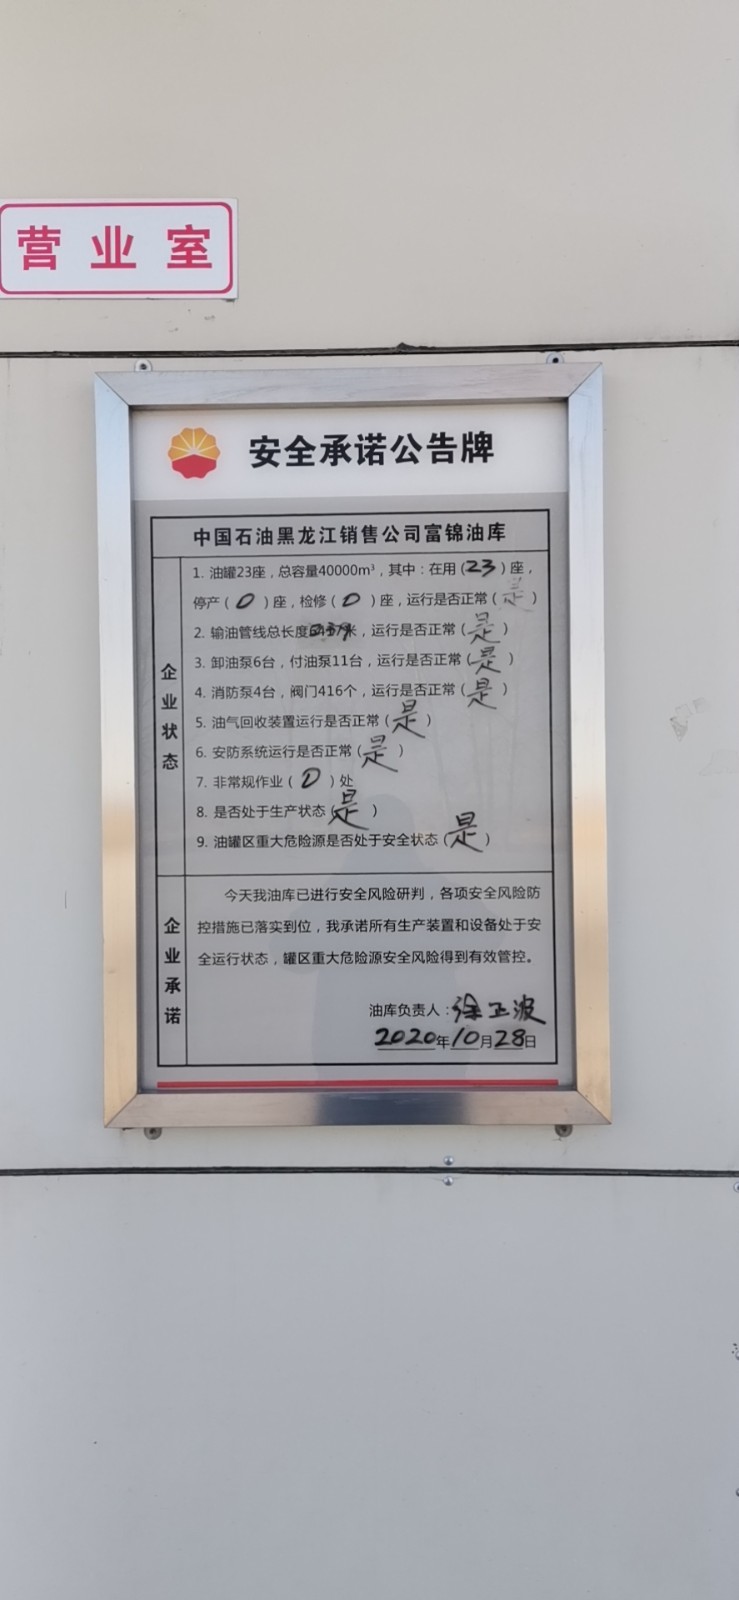 营业室
安全承诺公告牌
中国石油黑龙江销售公司富锦油库
企业状态
1. 油罐23座，总容量40000m³，其中：在用（23）座，
停产（0）座，检修（0）座，运行是否正常（是）
2. 输油管线总长度米，运行是否正常（是）
3. 卸油泵6台，付油泵11台，运行是否正常（是）
4. 消防泵4台，阀门416个，运行是否正常（是）
5. 油气回收装置运行是否正常（是）
6. 安防系统运行是否正常（是）
7. 非常规作业（0）处
8. 是否处于生产状态（是）
9. 油罐区重大危险源是否处于安全状态（是）
企业承诺
今天我油库已进行安全风险研判，各项安全风险防
控措施已落实到位，我承诺所有生产装置和设备处于安
全运行状态，罐区重大危险源安全风险得到有效管控。
油库负责人：徐正波
2020年10月28日